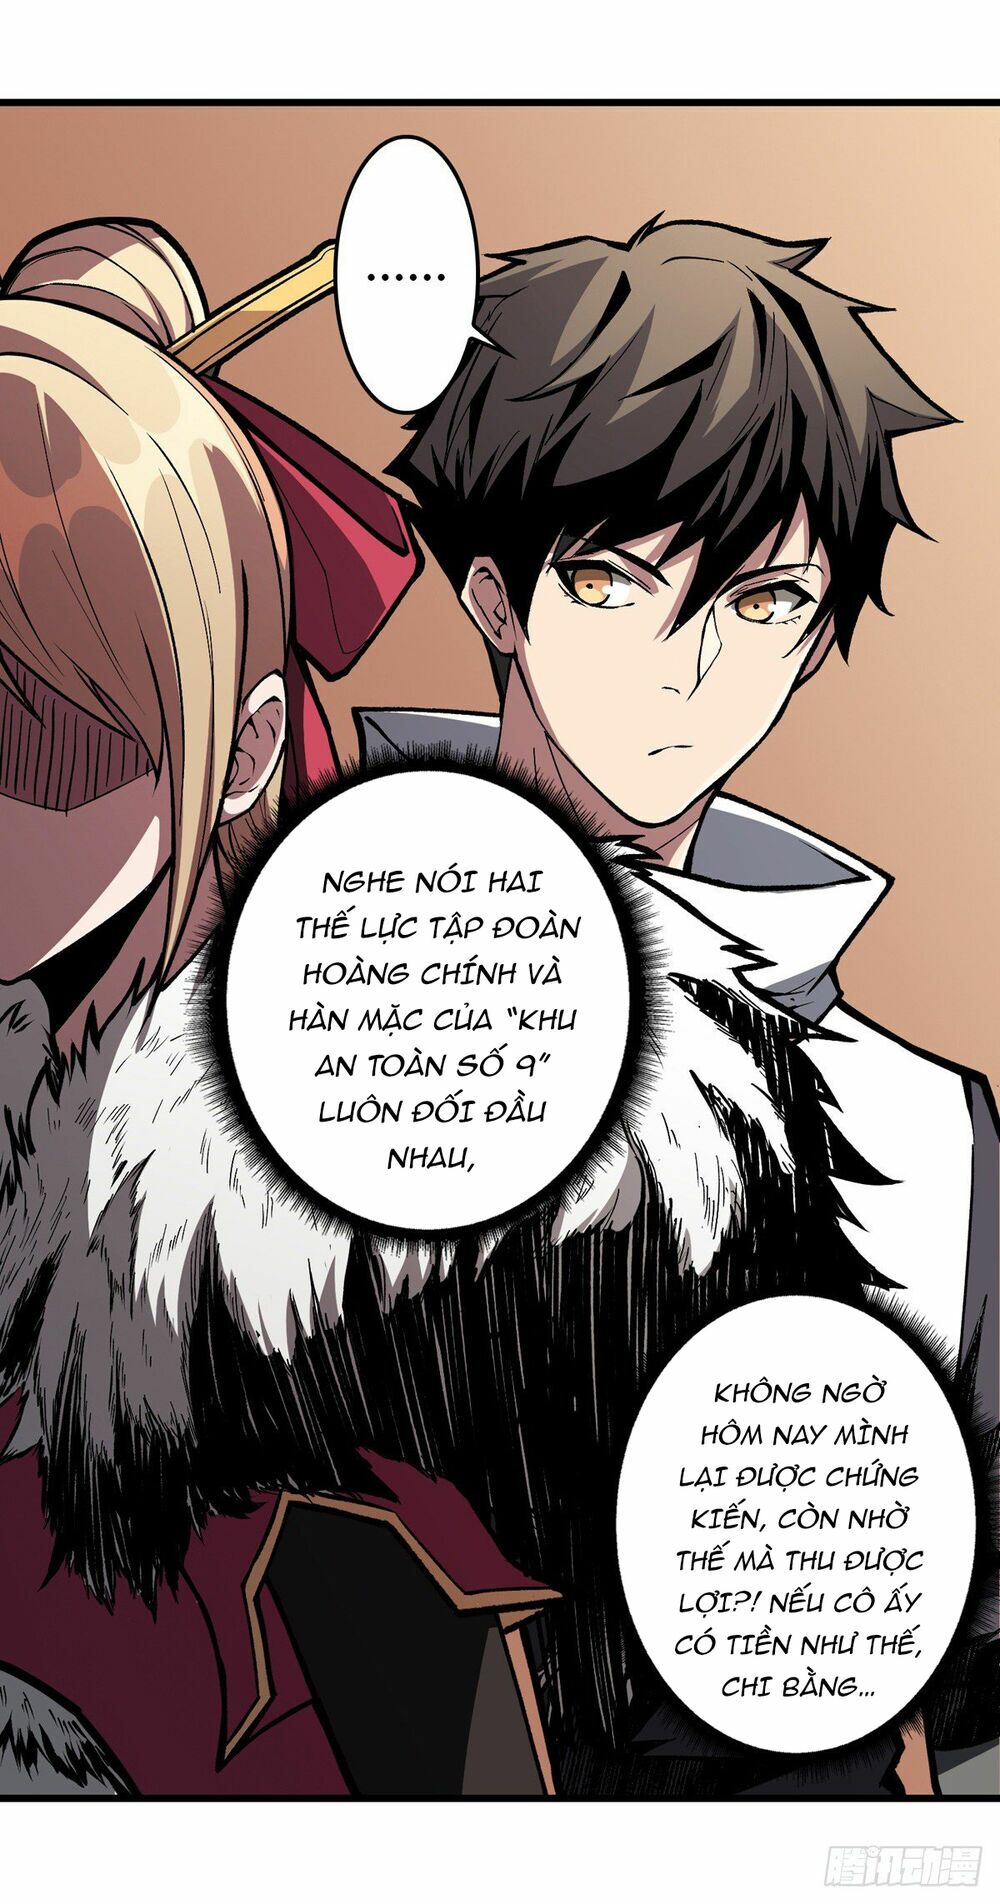 ......
NGHE NÓI HAI
THẾ LỰC TẬP ĐOÀN
HOÀNG CHÍNH VÀ
HÀN MẶC CỦA “KHU
AN TOÀN SỐ 9”
LUÔN ĐỐI ĐẦU
NHAU,
KHÔNG NGỜ
HÔM NAY MÌNH
LẠI ĐƯỢC CHỨNG
KIẾN, CÒN NHỜ
THẾ MÀ THU ĐƯỢC
LỢI?! NẾU CÔ ẤY
CÓ TIỀN NHƯ THẾ,
CHI BẰNG...
腾讯动漫